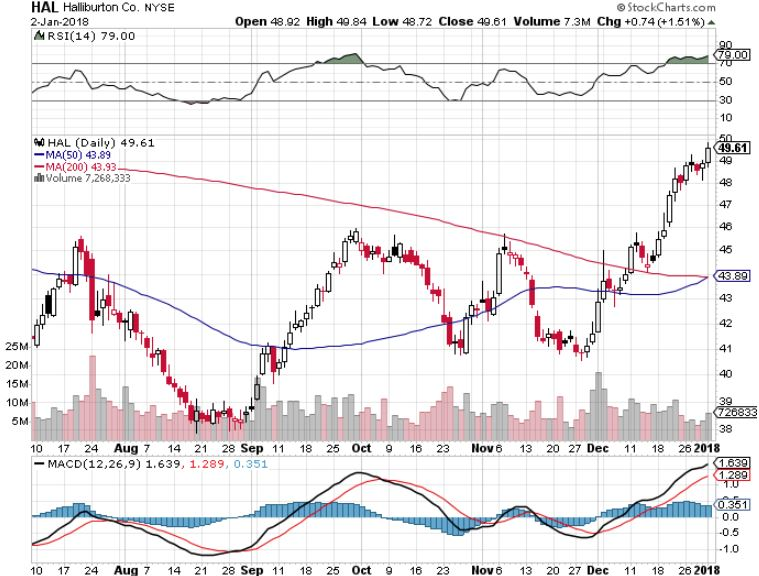 HAL Halliburton Co. NYSE © StockCharts.com
2-Jan-2018 Open 48.92 High 49.84 Low 48.72 Close 49.61 Volume 7.3M Chg +0.74 (+1.51%)
RSI(14) 79.00
90
79.00
70
50
30
10
HAL (Daily) 49.61
MA(50) 43.89
MA(200) 43.93
Volume 7,268,333
50
49.61
49
48
47
46
45
43.89
43
42
25M 41
20M
15M 40
10M 39
7268333
5M 38
10 17 24 Aug 7 14 21 28 Sep 11 18 25 Oct 9 16 23 Nov 6 13 20 27 Dec 11 18 26 2018
MACD(12,26,9) 1.639, 1.289, 0.351
1.639
1.289
1.0
0.5
0.351
0.0
-0.5
-1.0
10 17 24 Aug 7 14 21 28 Sep 11 18 25 Oct 9 16 23 Nov 6 13 20 27 Dec 11 18 26 2018